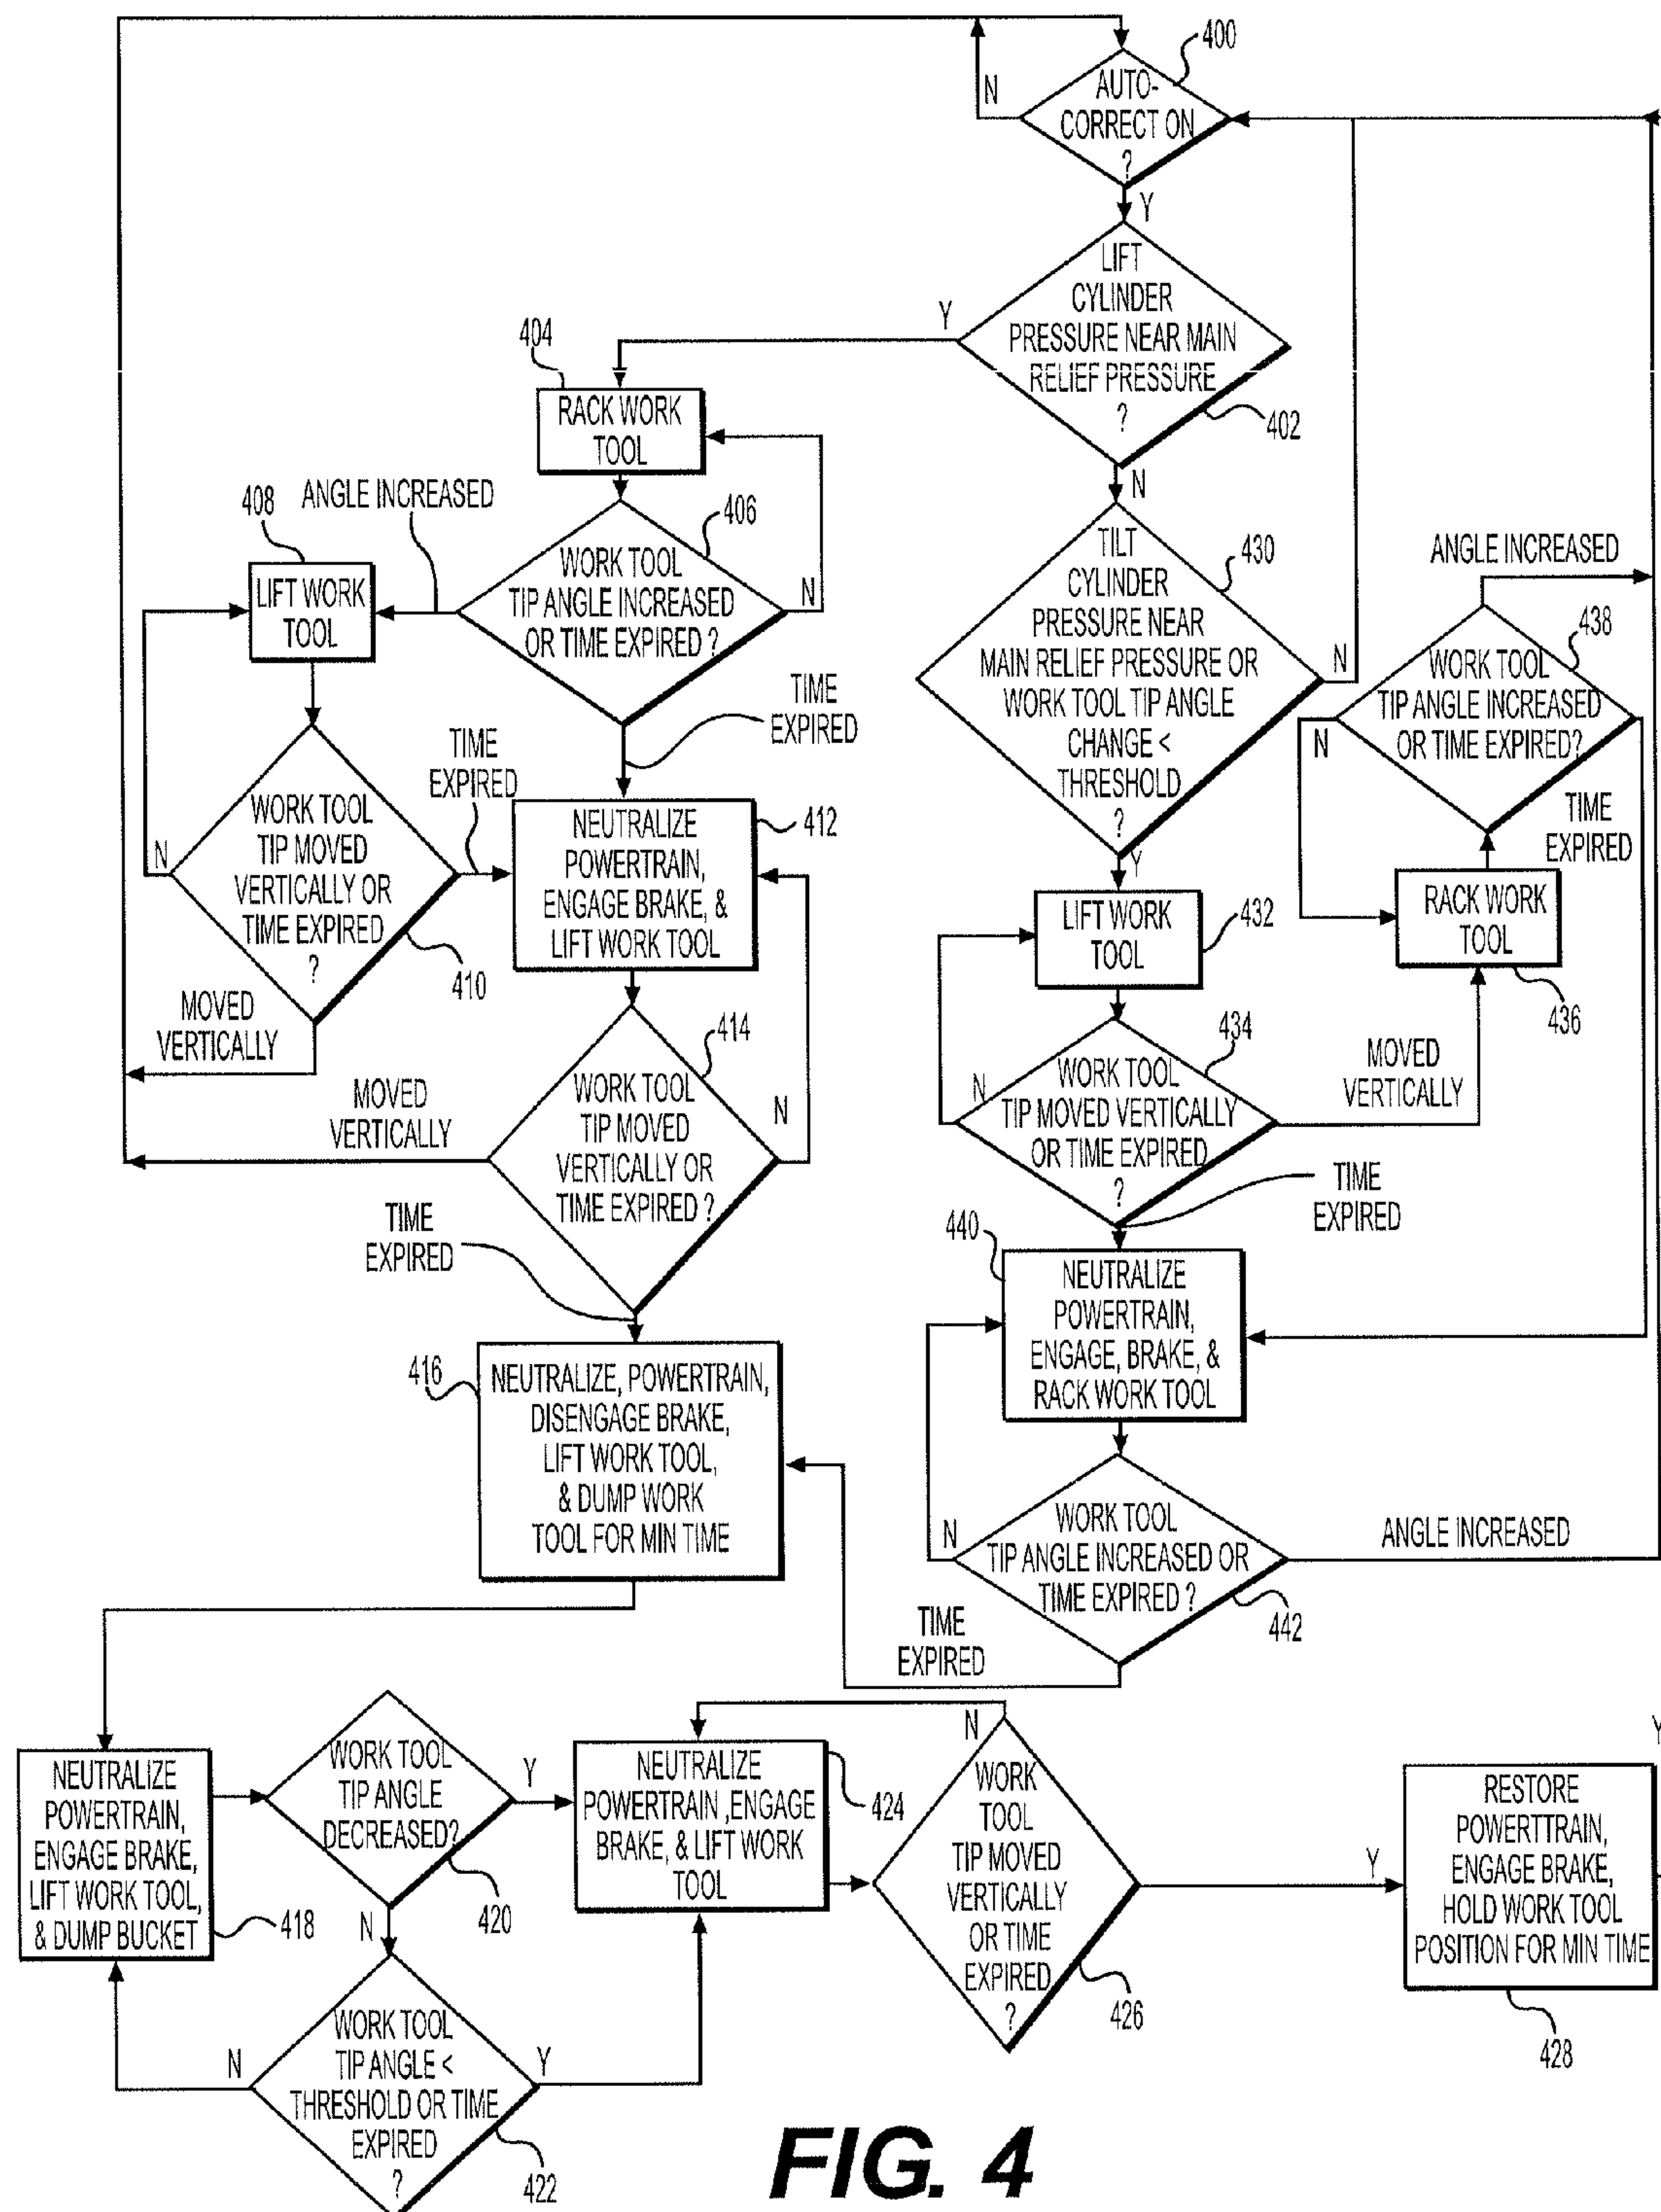 400
AUTO-
CORRECT ON
?
N
Y
LIFT
CYLINDER
PRESSURE NEAR MAIN
RELIEF PRESSURE
?
402
Y
N
404
RACK WORK
TOOL
406
WORK TOOL
TIP ANGLE INCREASED
OR TIME EXPIRED ?
N
ANGLE INCREASED
408
LIFT WORK
TOOL
TIME
EXPIRED
WORK TOOL
TIP MOVED
VERTICALLY OR
TIME EXPIRED
?
410
N
TIME
EXPIRED
MOVED
VERTICALLY
NEUTRALIZE
POWERTRAIN,
ENGAGE BRAKE, &
LIFT WORK TOOL
412
414
WORK TOOL
TIP MOVED
VERTICALLY OR
TIME EXPIRED ?
N
MOVED
VERTICALLY
TIME
EXPIRED
416
NEUTRALIZE, POWERTRAIN,
DISENGAGE BRAKE,
LIFT WORK TOOL,
& DUMP WORK
TOOL FOR MIN TIME
430
TILT
CYLINDER
PRESSURE NEAR
MAIN RELIEF PRESSURE OR
WORK TOOL TIP ANGLE
CHANGE <
THRESHOLD
?
N
Y
LIFT WORK
TOOL
432
434
WORK TOOL
TIP MOVED VERTICALLY
OR TIME EXPIRED
?
N
MOVED
VERTICALLY
TIME
EXPIRED
RACK WORK
TOOL
436
ANGLE INCREASED
438
WORK TOOL
TIP ANGLE INCREASED
OR TIME EXPIRED?
N
TIME
EXPIRED
440
NEUTRALIZE
POWERTRAIN,
ENGAGE, BRAKE, &
RACK WORK TOOL
WORK TOOL
TIP ANGLE INCREASED OR
TIME EXPIRED ?
442
N
ANGLE INCREASED
TIME
EXPIRED
NEUTRALIZE
POWERTRAIN,
ENGAGE BRAKE,
LIFT WORK TOOL,
& DUMP BUCKET
418
WORK TOOL
TIP ANGLE
DECREASED?
420
Y
N
WORK TOOL
TIP ANGLE <
THRESHOLD OR TIME
EXPIRED
?
422
N
Y
NEUTRALIZE
POWERTRAIN ,ENGAGE
BRAKE, & LIFT WORK
TOOL
424
N
WORK
TOOL
TIP MOVED
VERTICALLY
OR TIME
EXPIRED
?
426
Y
RESTORE
POWERTTRAIN,
ENGAGE BRAKE,
HOLD WORK TOOL
POSITION FOR MIN TIME
428
Y
FIG. 4